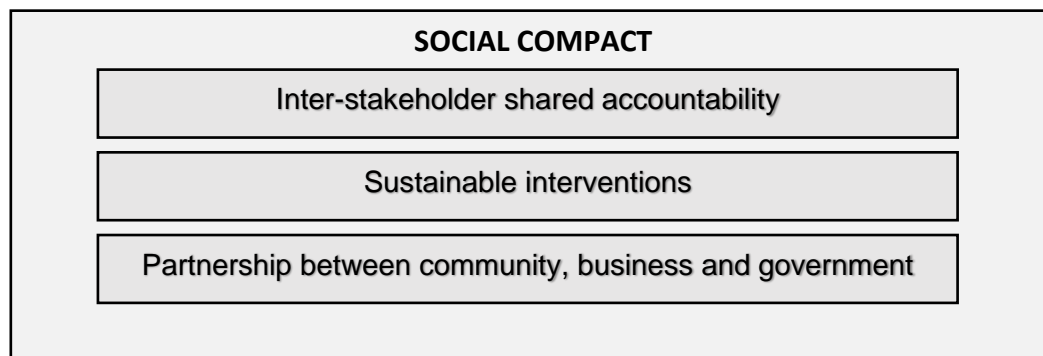 SOCIAL COMPACT
Inter-stakeholder shared accountability
Sustainable interventions
Partnership between community, business and government